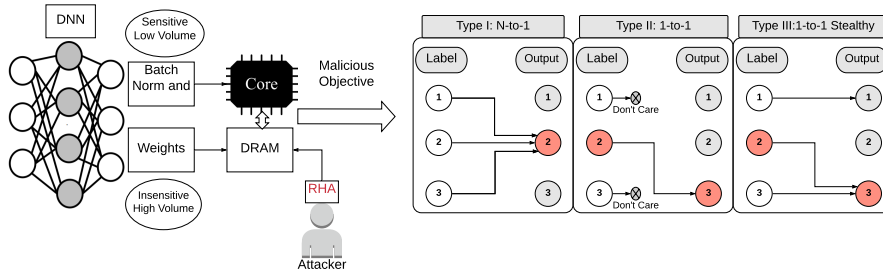 DNN
Sensitive
Low Volume
Batch
Norm and
Core
Malicious
Objective
Weights
DRAM
Insensitive
High Volume
RHA
Attacker
Type I: N-to-1
Label
Output
1
1
2
2
3
3
Type II: 1-to-1
Label
Output
1
Don't Care
1
2
2
3
Don't Care
3
Type III:1-to-1 Stealthy
Label
Output
1
1
2
2
3
3